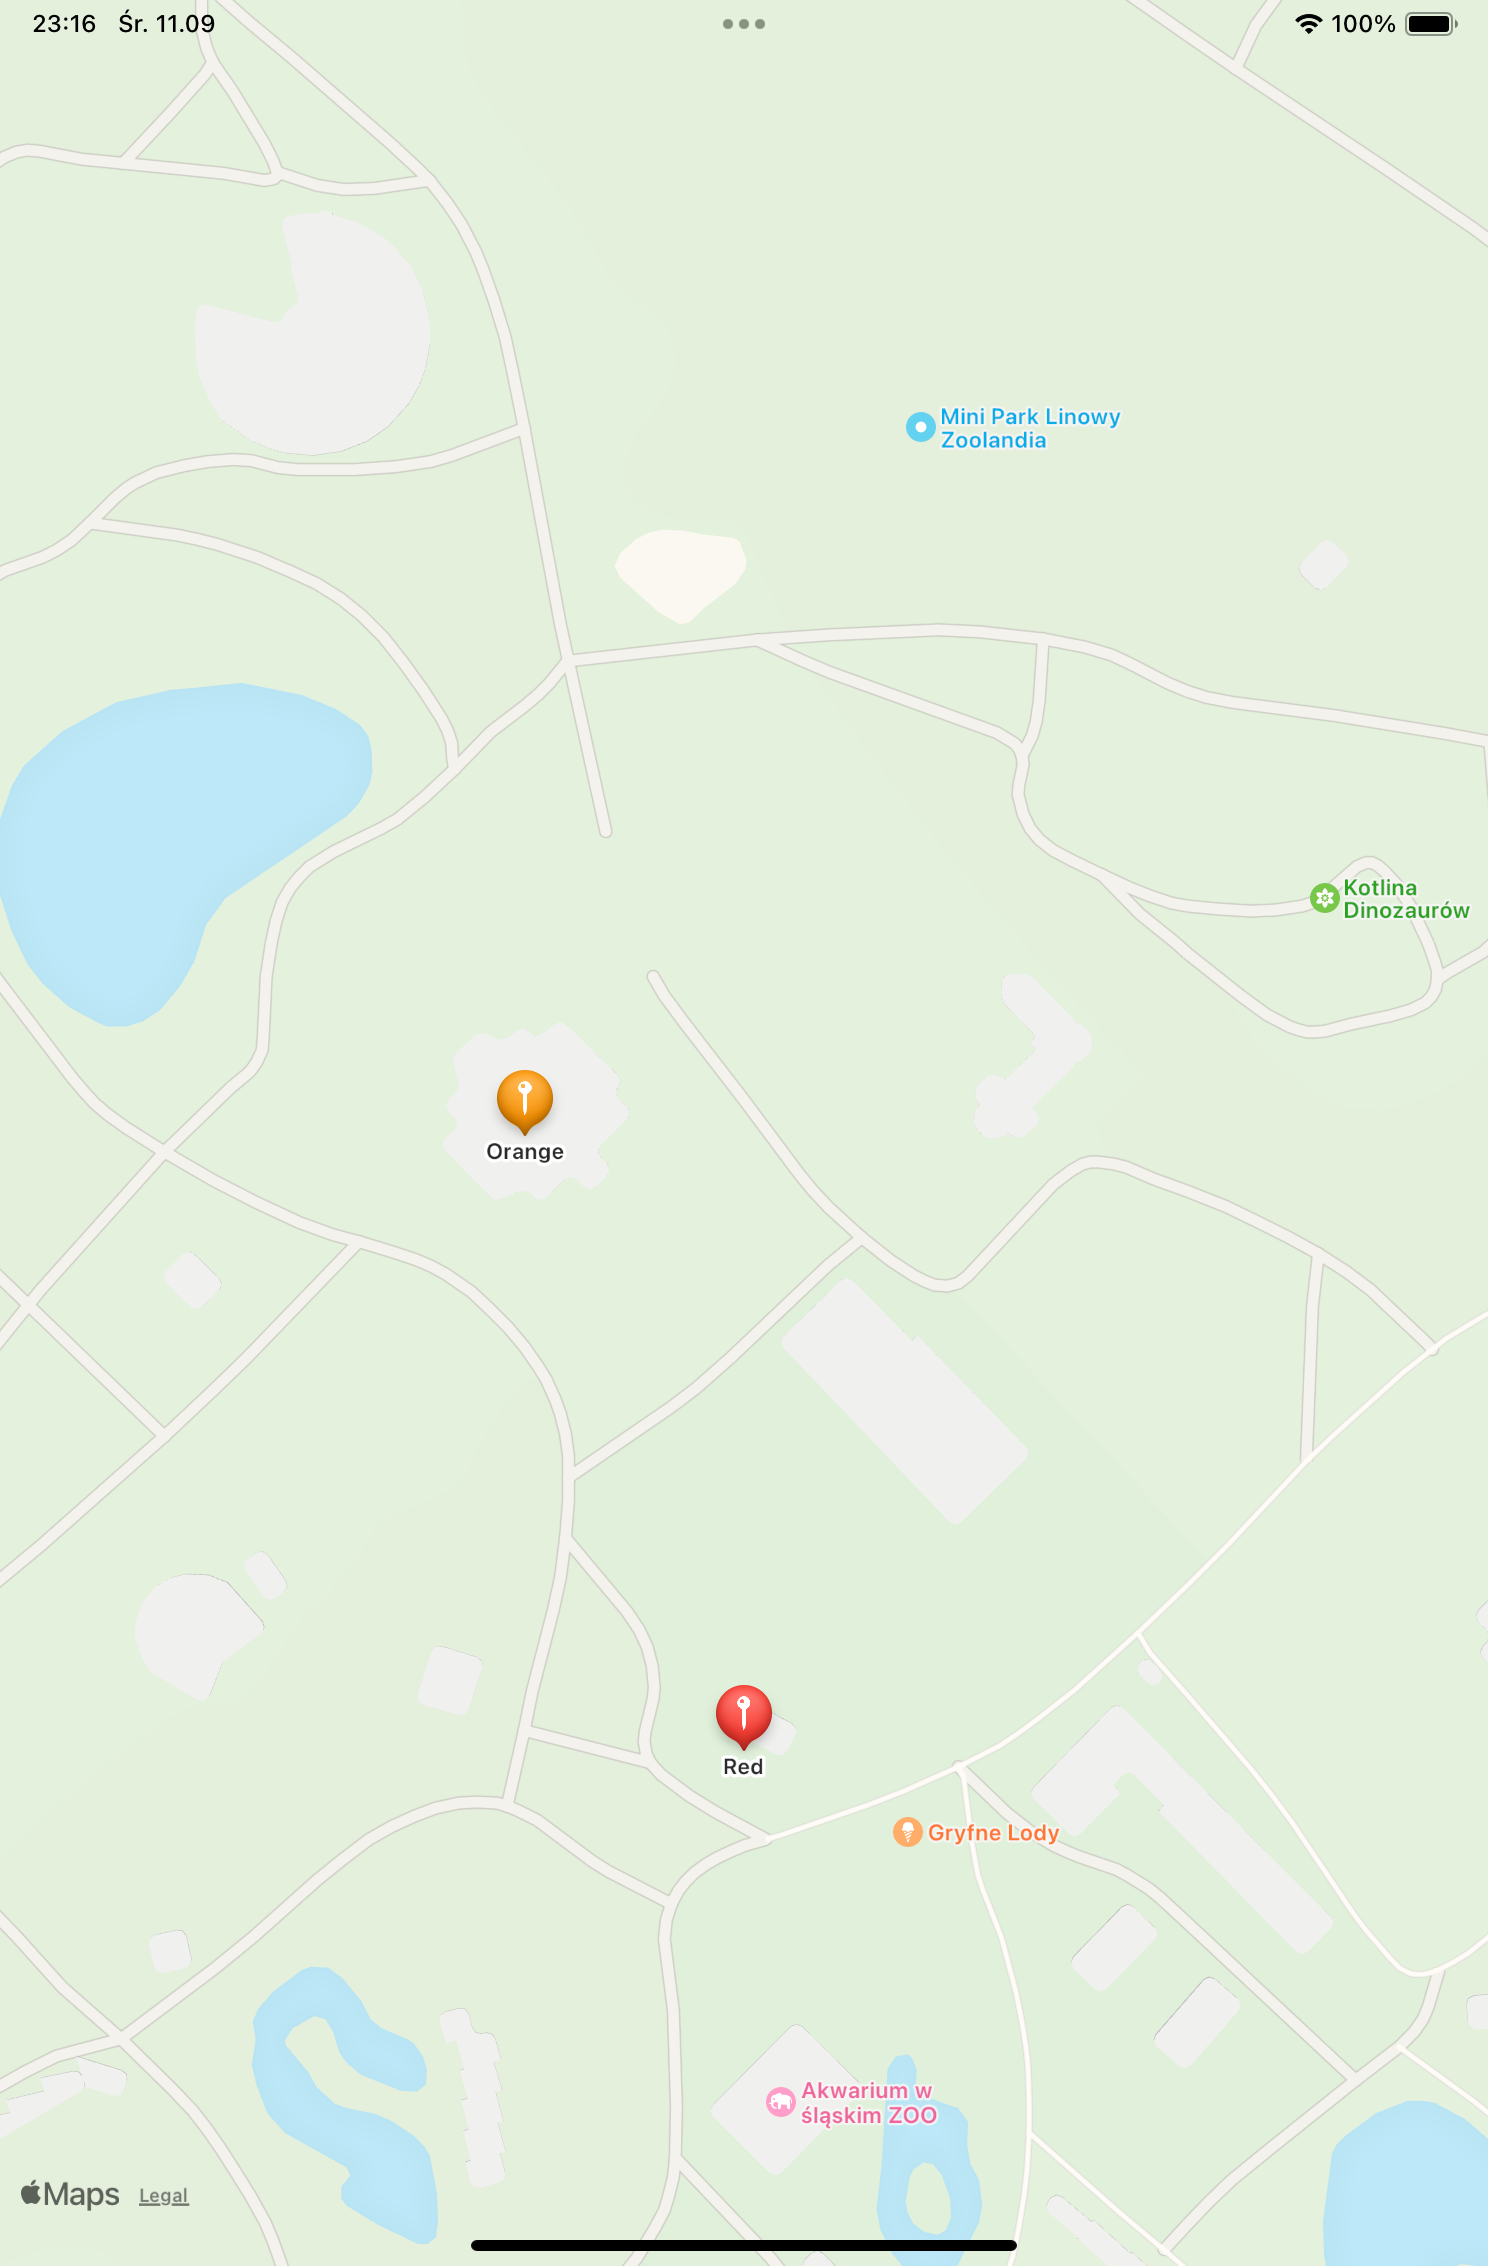 23:16 Śr. 11.09
100%
Mini Park Linowy
Zoolandia
Kotlina
Dinozaurów
Orange
Red
Gryfne Lody
Akwarium w
śląskim ZOO
Maps Legal